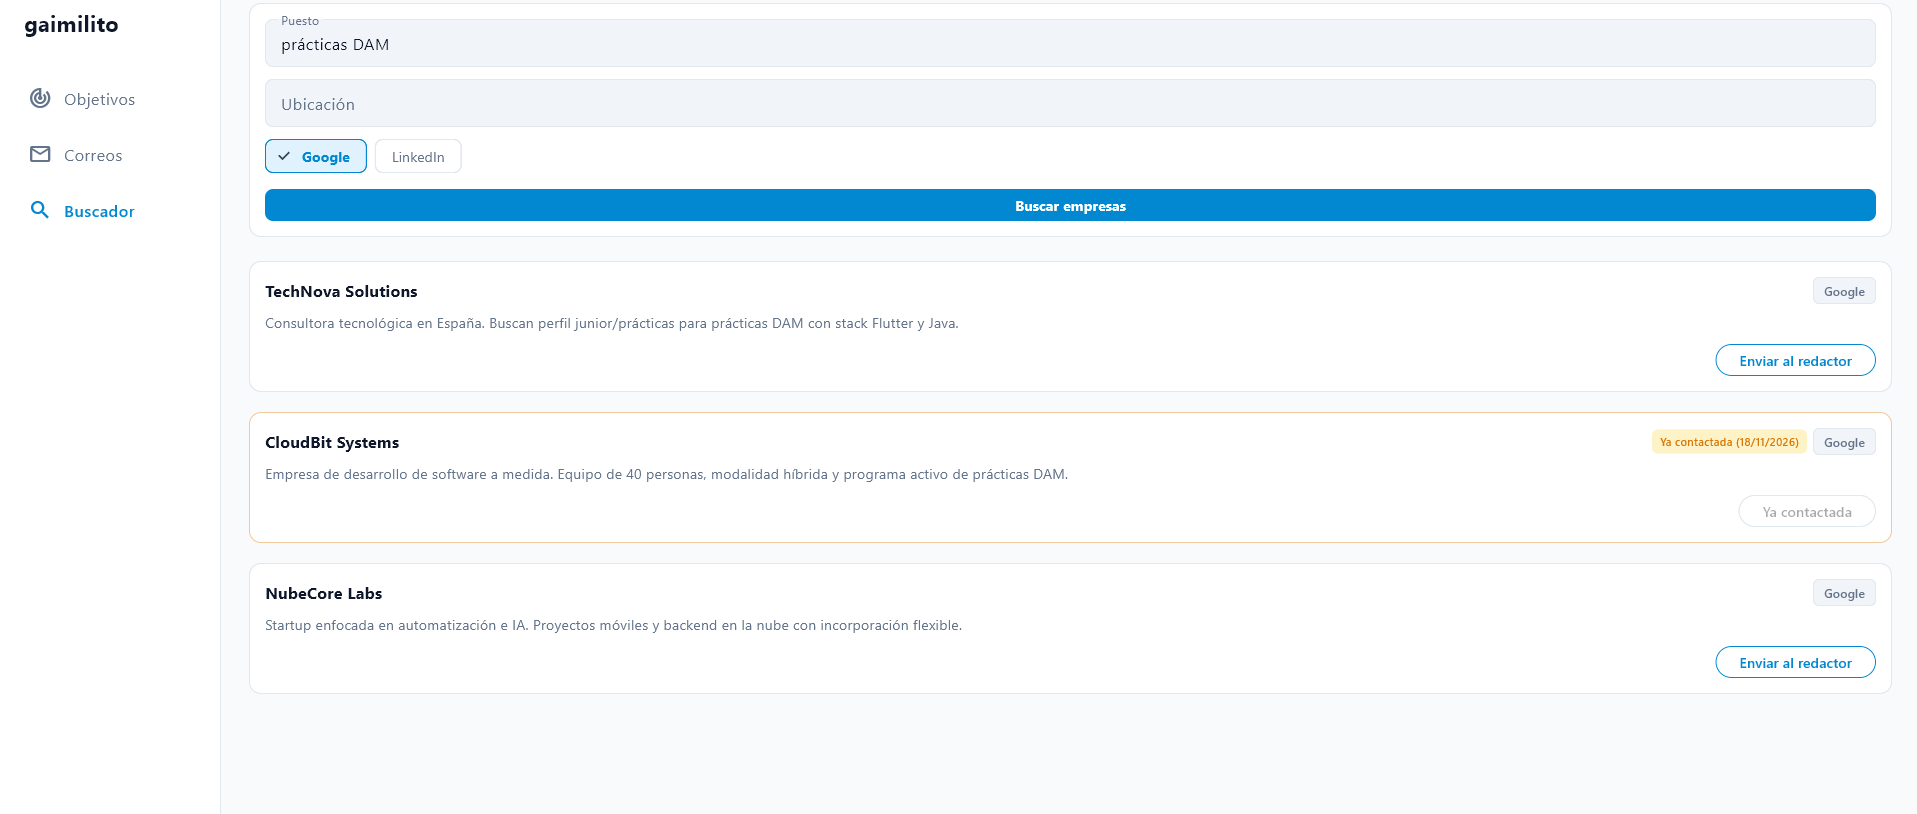 gaimilito
Objetivos
Correos
Buscador
Puesto
prácticas DAM
Ubicación
Google
LinkedIn
Buscar empresas
TechNova Solutions
Google
Consultora tecnológica en España. Buscan perfil junior/prácticas para prácticas DAM con stack Flutter y Java.
Enviar al redactor
CloudBit Systems
Ya contactada (18/11/2026)
Google
Empresa de desarrollo de software a medida. Equipo de 40 personas, modalidad híbrida y programa activo de prácticas DAM.
Ya contactada
NubeCore Labs
Google
Startup enfocada en automatización e IA. Proyectos móviles y backend en la nube con incorporación flexible.
Enviar al redactor